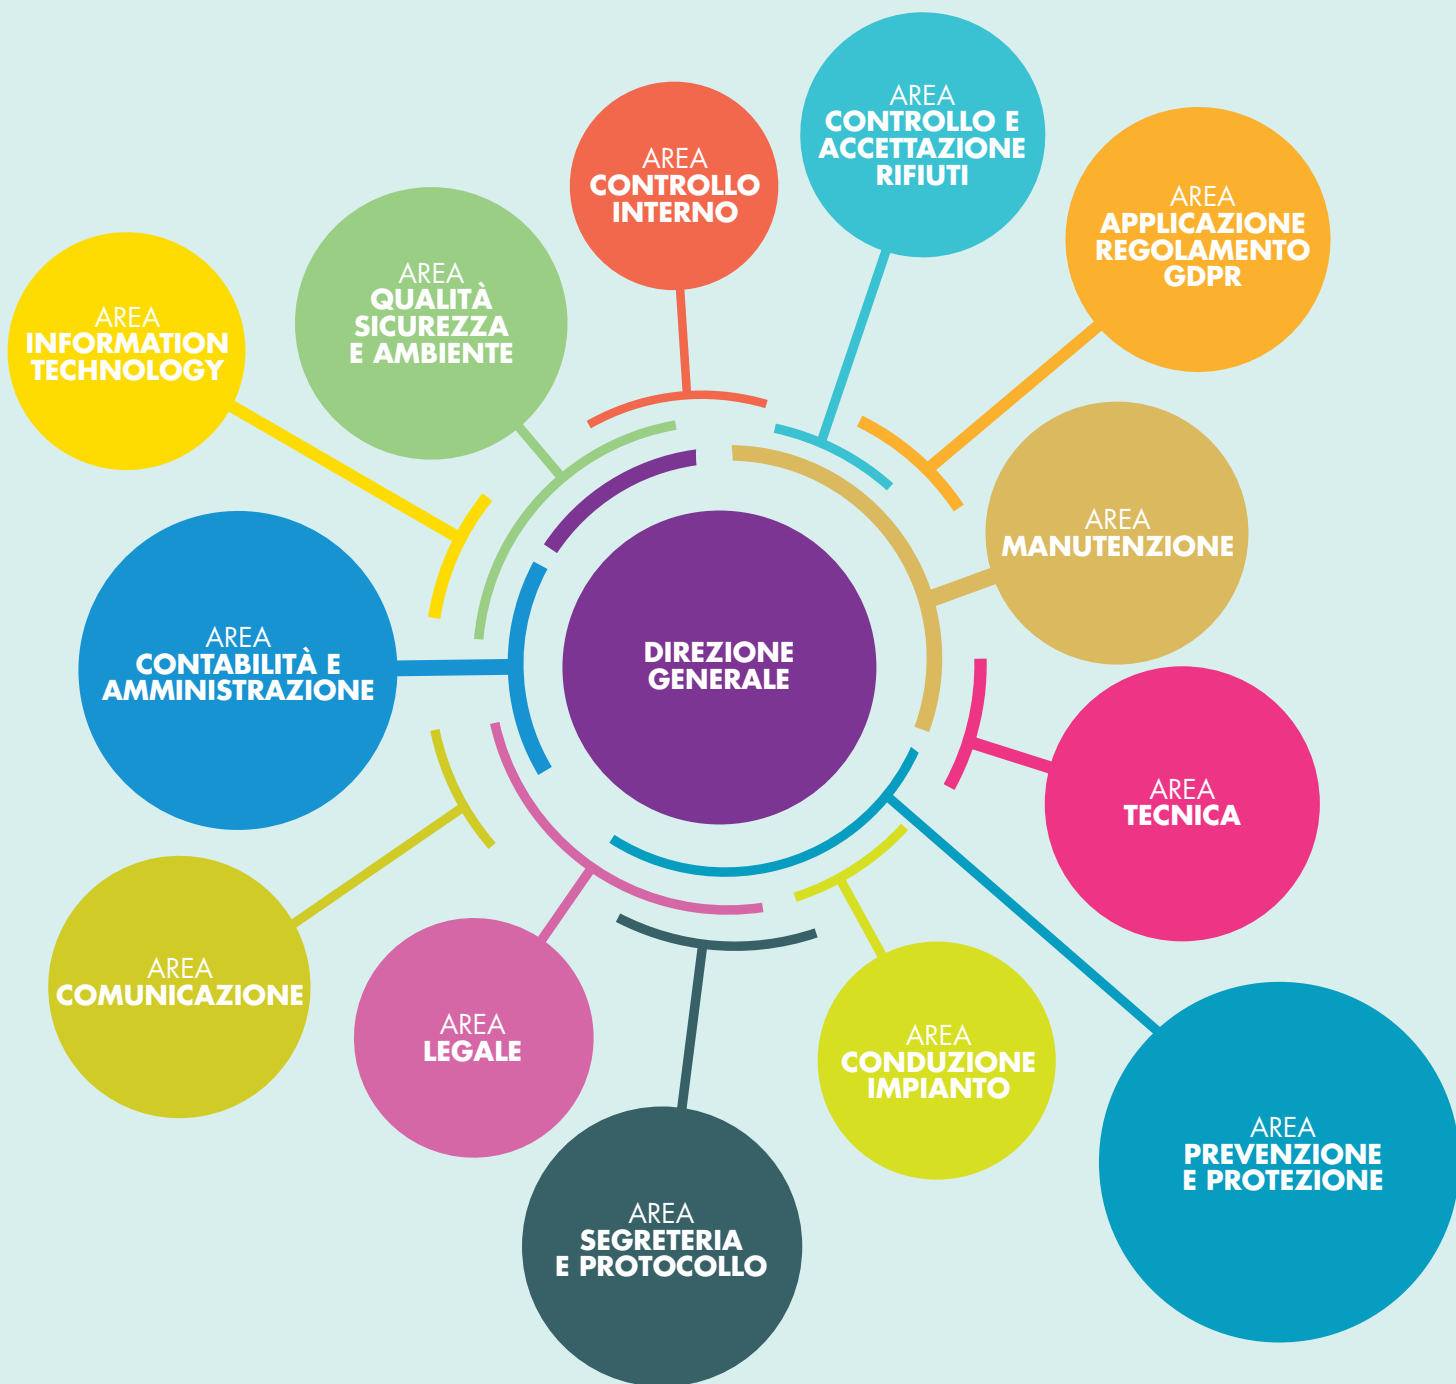 AREA
CONTROLLO E
ACCETTAZIONE
RIFIUTI
AREA
CONTROLLO
INTERNO
AREA
APPLICAZIONE
REGOLAMENTO
GDPR
AREA
QUALITÀ
SICUREZZA
E AMBIENTE
AREA
INFORMATION
TECHNOLOGY
AREA
MANUTENZIONE
AREA
CONTABILITÀ E
AMMINISTRAZIONE
DIREZIONE
GENERALE
AREA
TECNICA
AREA
COMUNICAZIONE
AREA
LEGALE
AREA
CONDUZIONE
IMPIANTO
AREA
PREVENZIONE
E PROTEZIONE
AREA
SEGRETERIA
E PROTOCOLLO